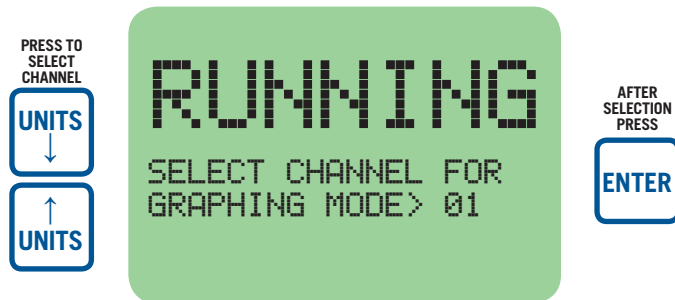 PRESS TO
SELECT
CHANNEL
UNITS
↓
↑
UNITS
RUNNING
SELECT CHANNEL FOR
GRAPHING MODE> 01
AFTER
SELECTION
PRESS
ENTER